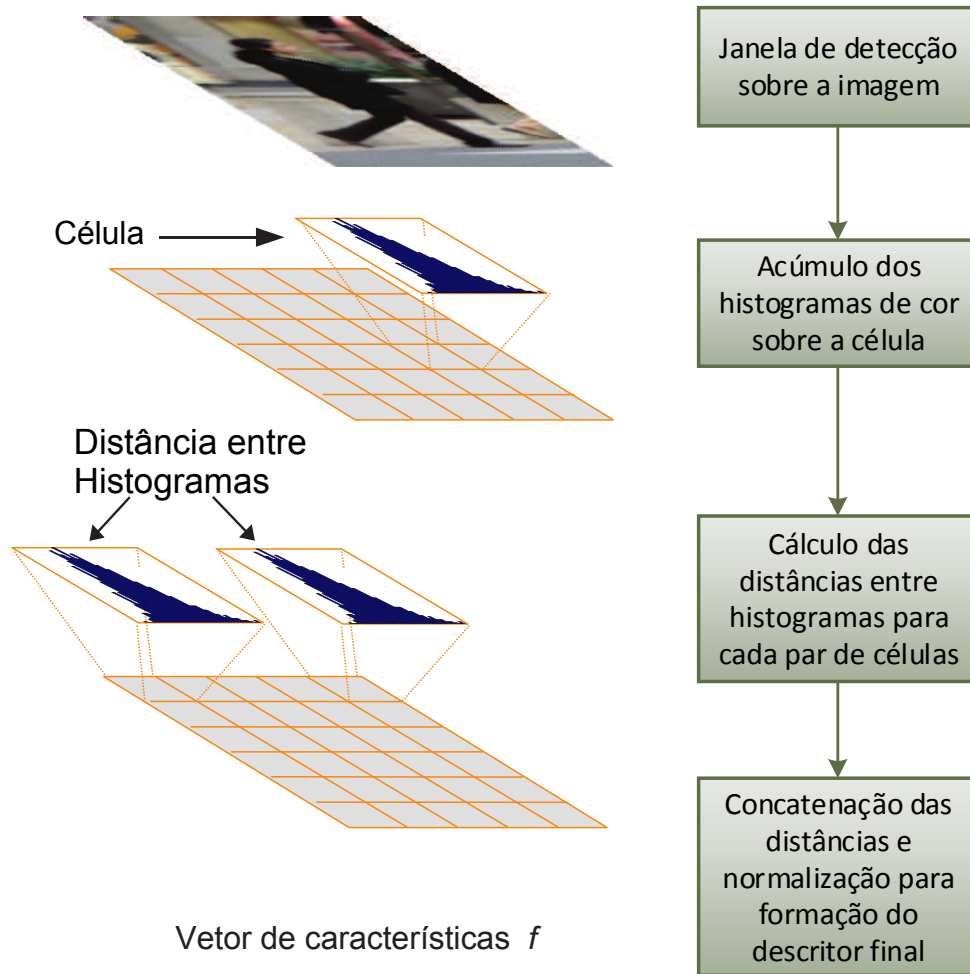 Janela de detecção
sobre a imagem
Célula
Acúmulo dos
histogramas de cor
sobre a célula
Distância entre
Histogramas
Cálculo das
distâncias entre
histogramas para
cada par de células
Concatenação das
distâncias e
normalização para
formação do
descritor final
Vetor de características f